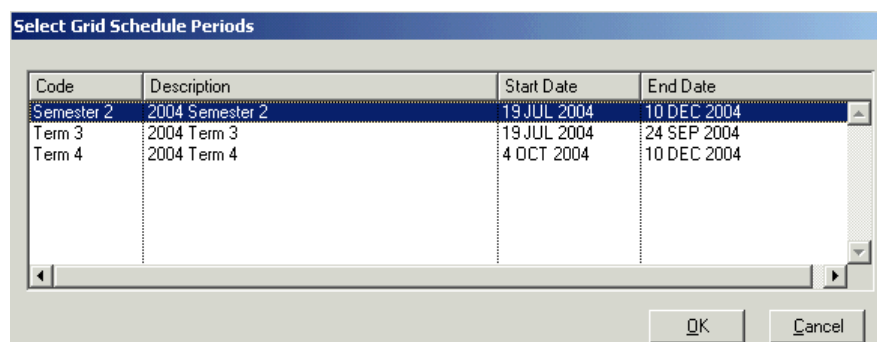 Select Grid Schedule Periods
Code Description Start Date End Date
Semester 2 2004 Semester 2 19 JUL 2004 10 DEC 2004
Term 3 2004 Term 3 19 JUL 2004 24 SEP 2004
Term 4 2004 Term 4 4 OCT 2004 10 DEC 2004
OK Cancel